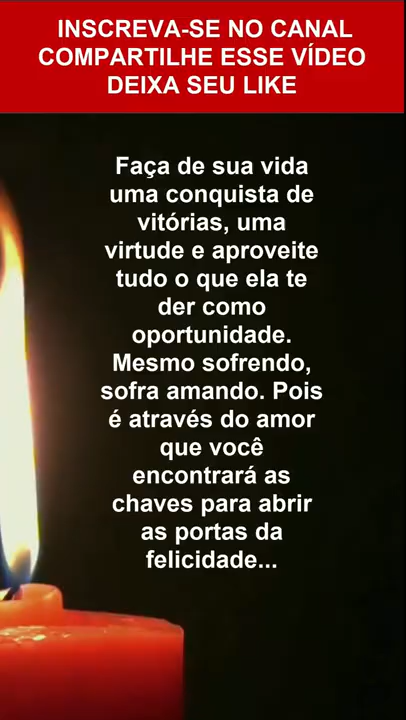 INSCREVA-SE NO CANAL
COMPARTILHE ESSE VÍDEO
DEIXA SEU LIKE
Faça de sua vida
uma conquista de
vitórias, uma
virtude e aproveite
tudo o que ela te
der como
oportunidade.
Mesmo sofrendo,
sofra amando. Pois
é através do amor
que você
encontrará as
chaves para abrir
as portas da
felicidade...